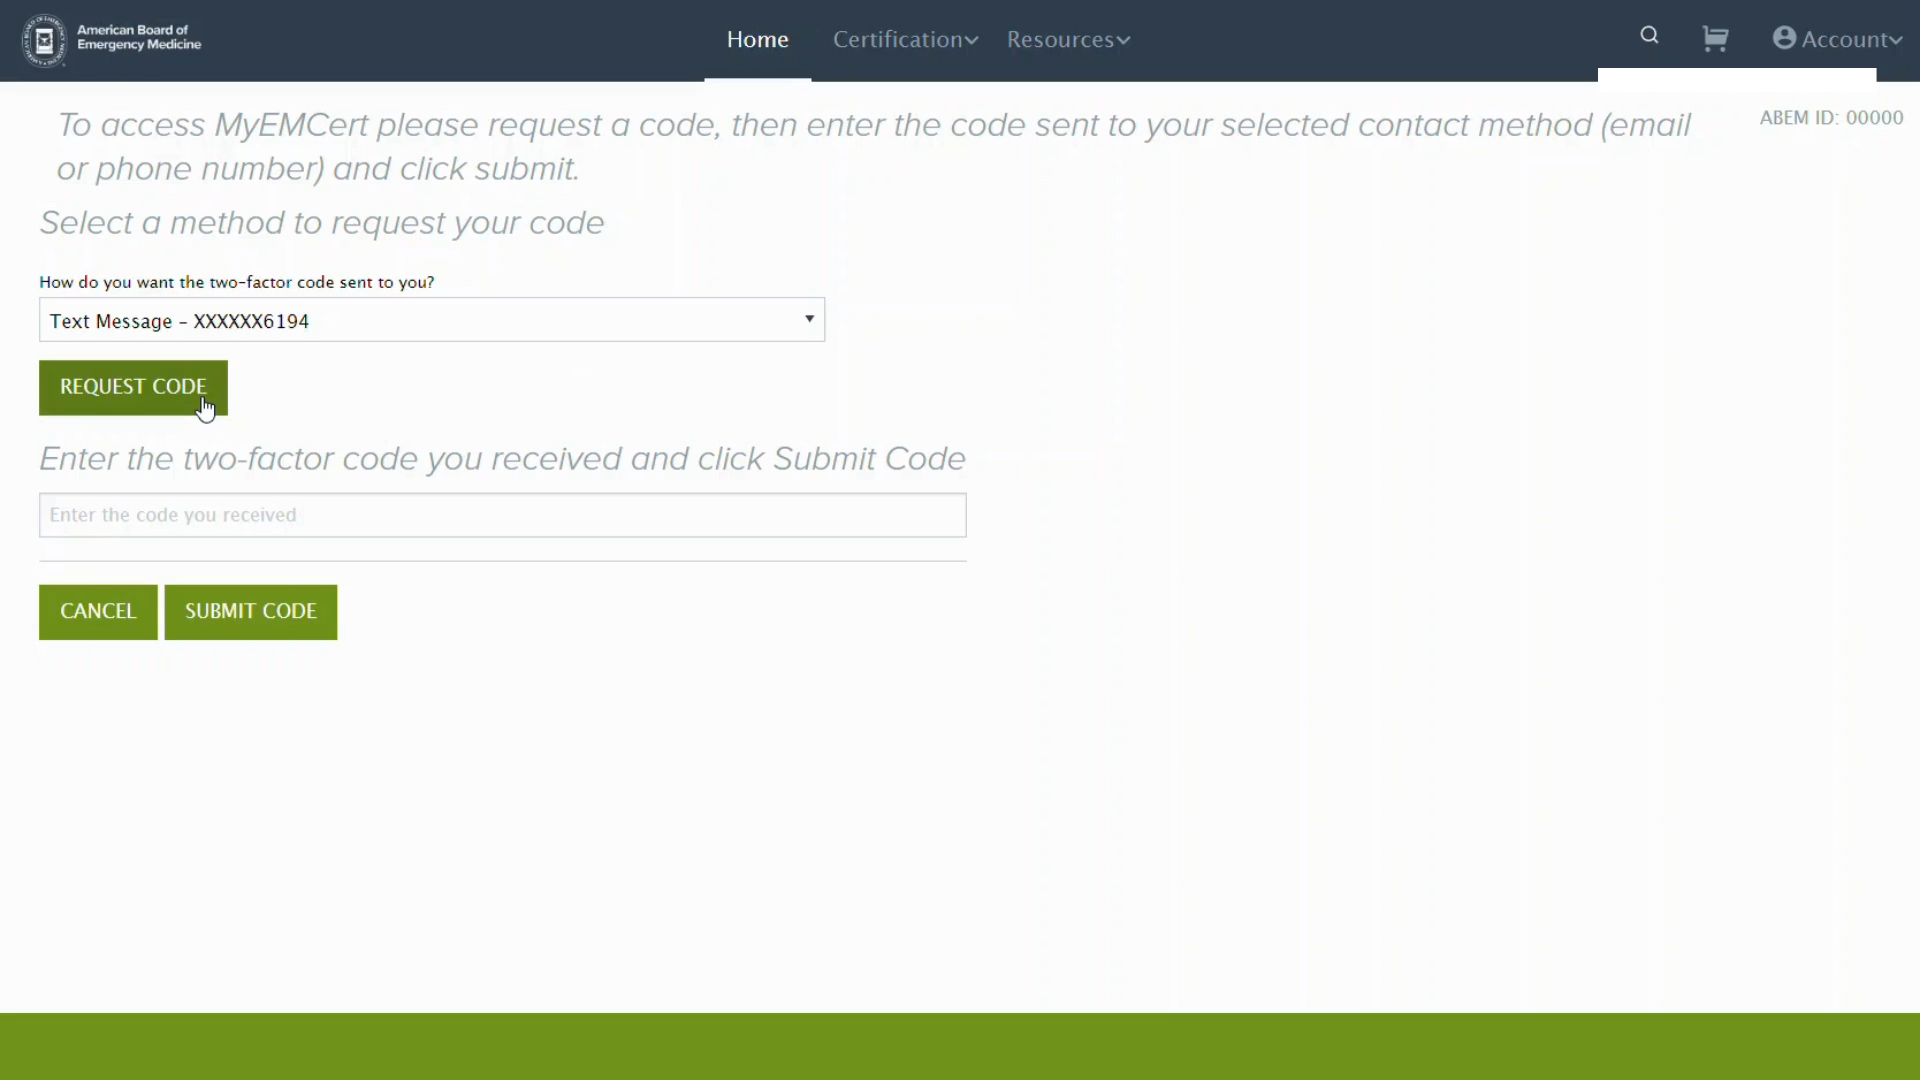 American Board of
Emergency Medicine
Home
Certification
Resources
Account
To access MyEMCert please request a code, then enter the code sent to your selected contact method (email
or phone number) and click submit.
ABEM ID: 00000
Select a method to request your code
How do you want the two-factor code sent to you?
Text Message - XXXXXX6194
REQUEST CODE
Enter the two-factor code you received and click Submit Code
Enter the code you received
CANCEL
SUBMIT CODE